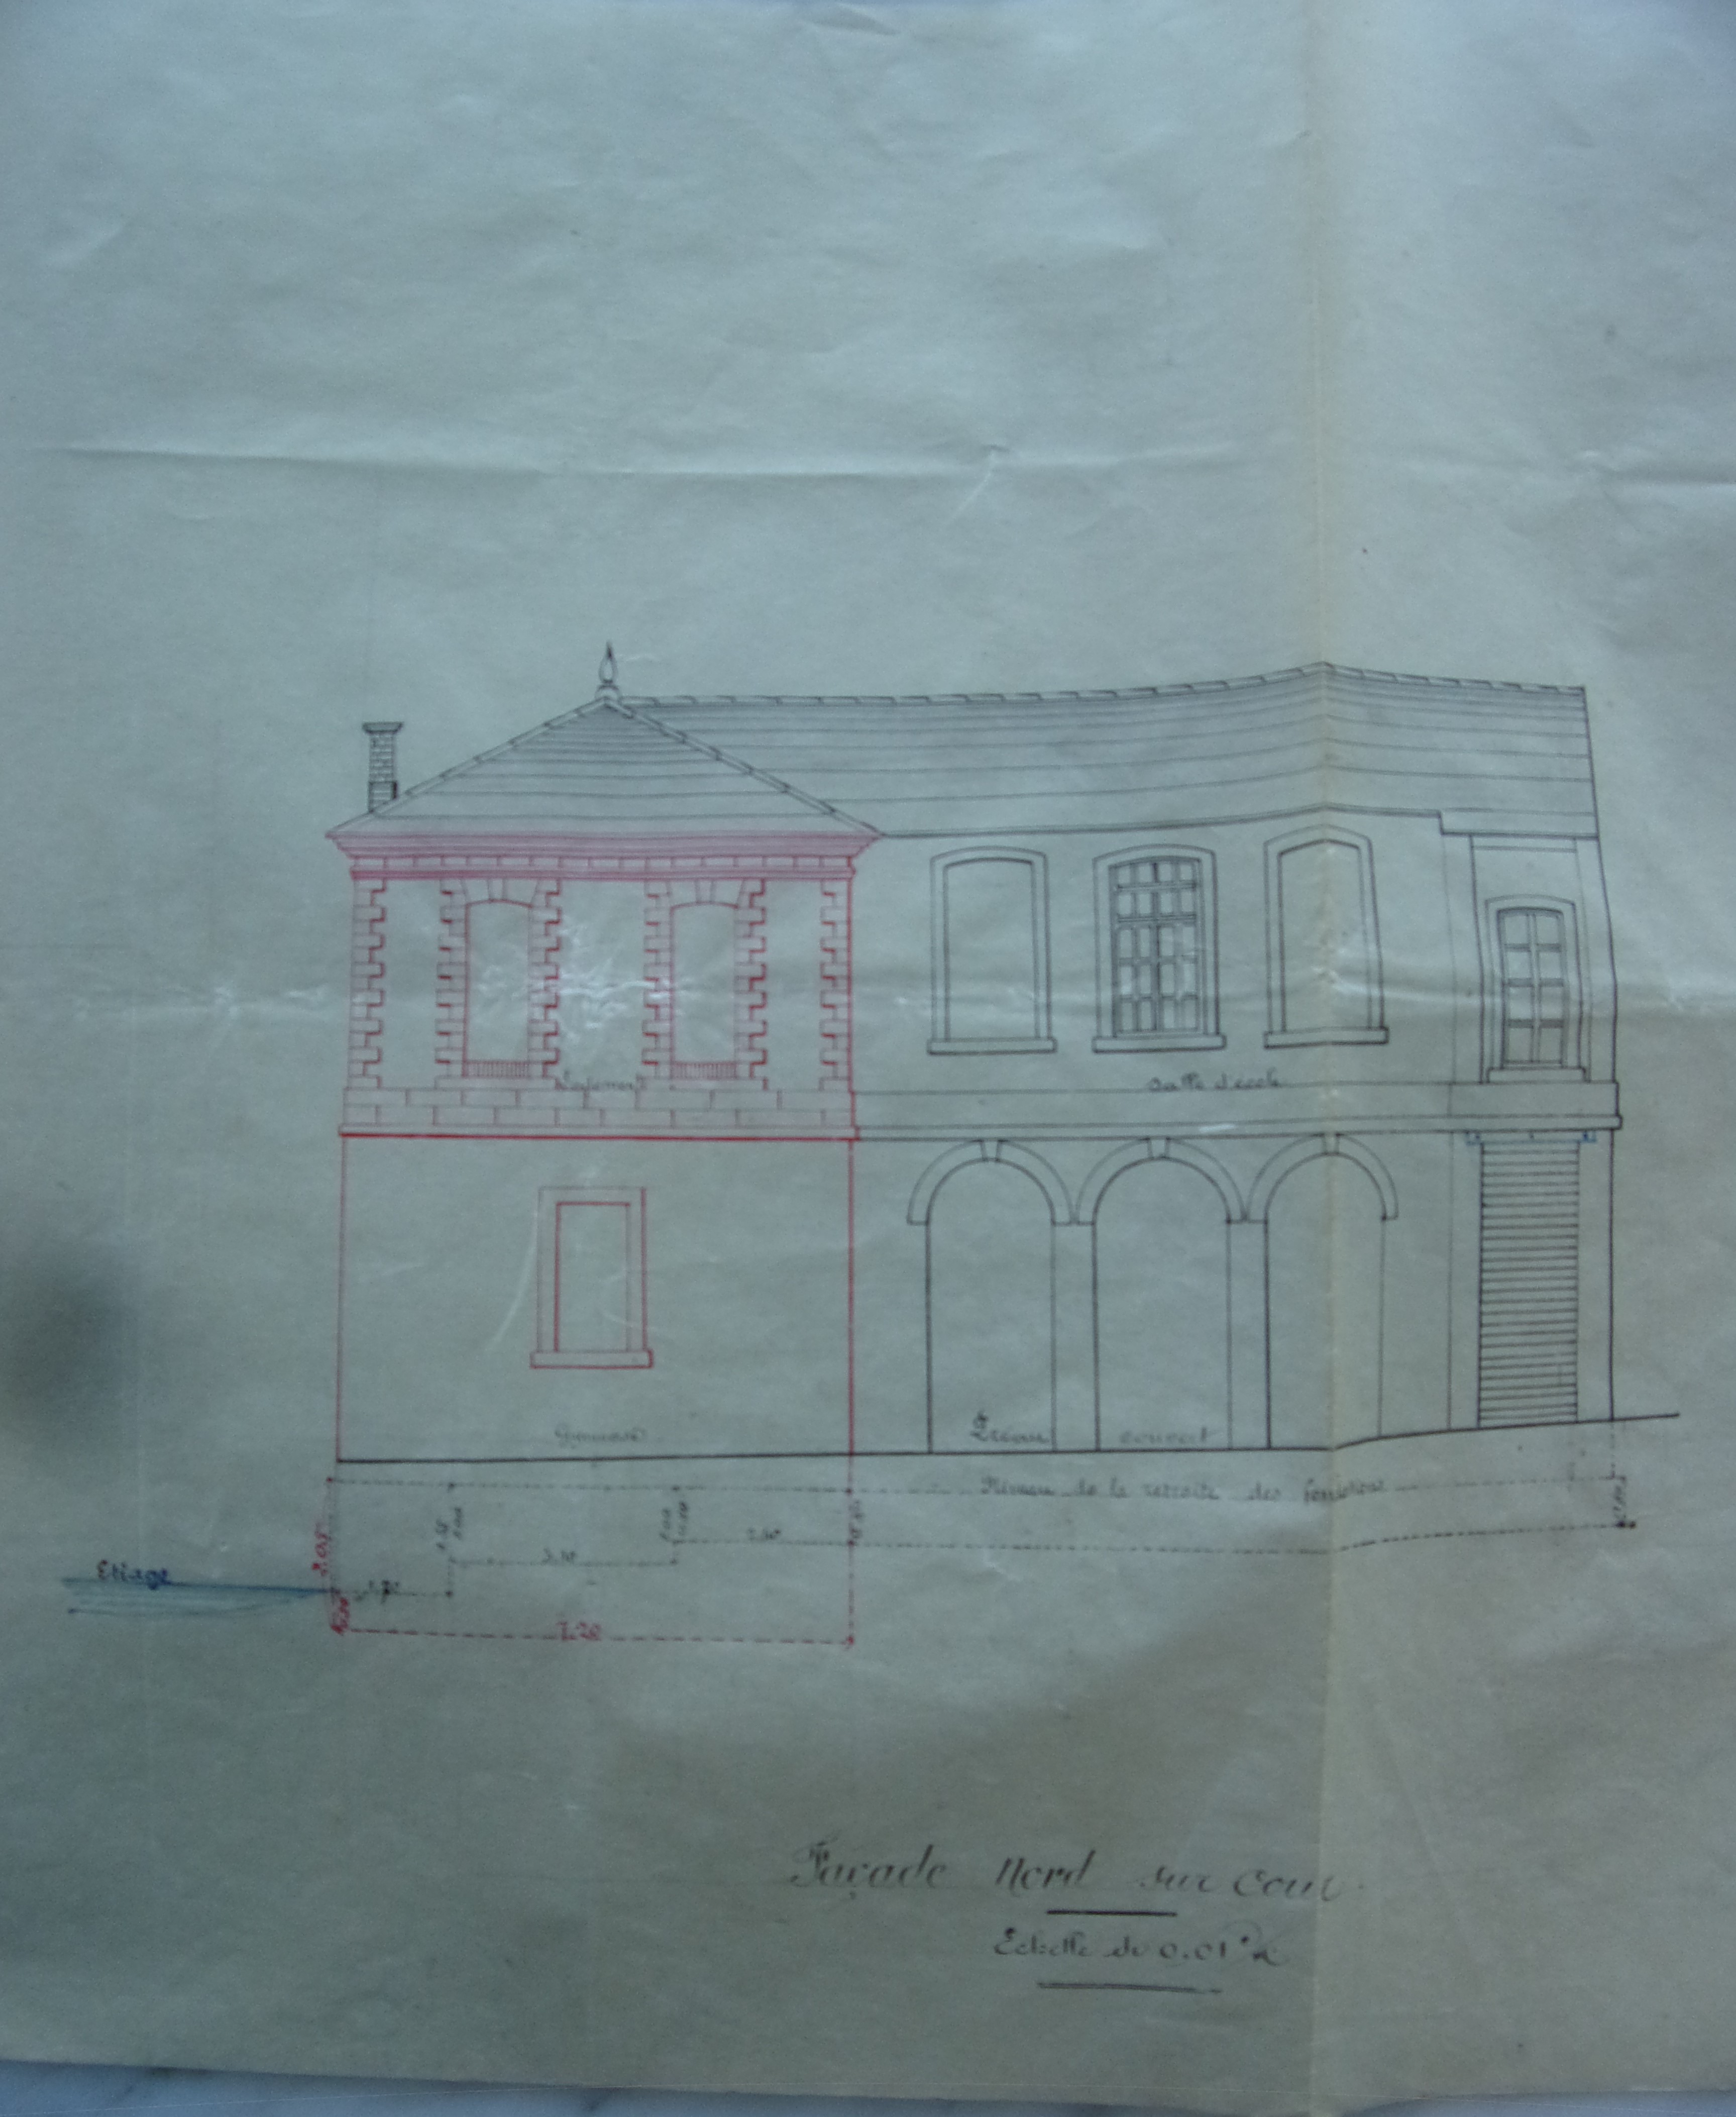 Logement
Salle d'école
Gymnase
Préau couvert
Niveau de la retraite des fondations
3.05
2.50
3.10
Etiage
1.70
7.20
Façade Nord sur Cour
Echelle de 0.01